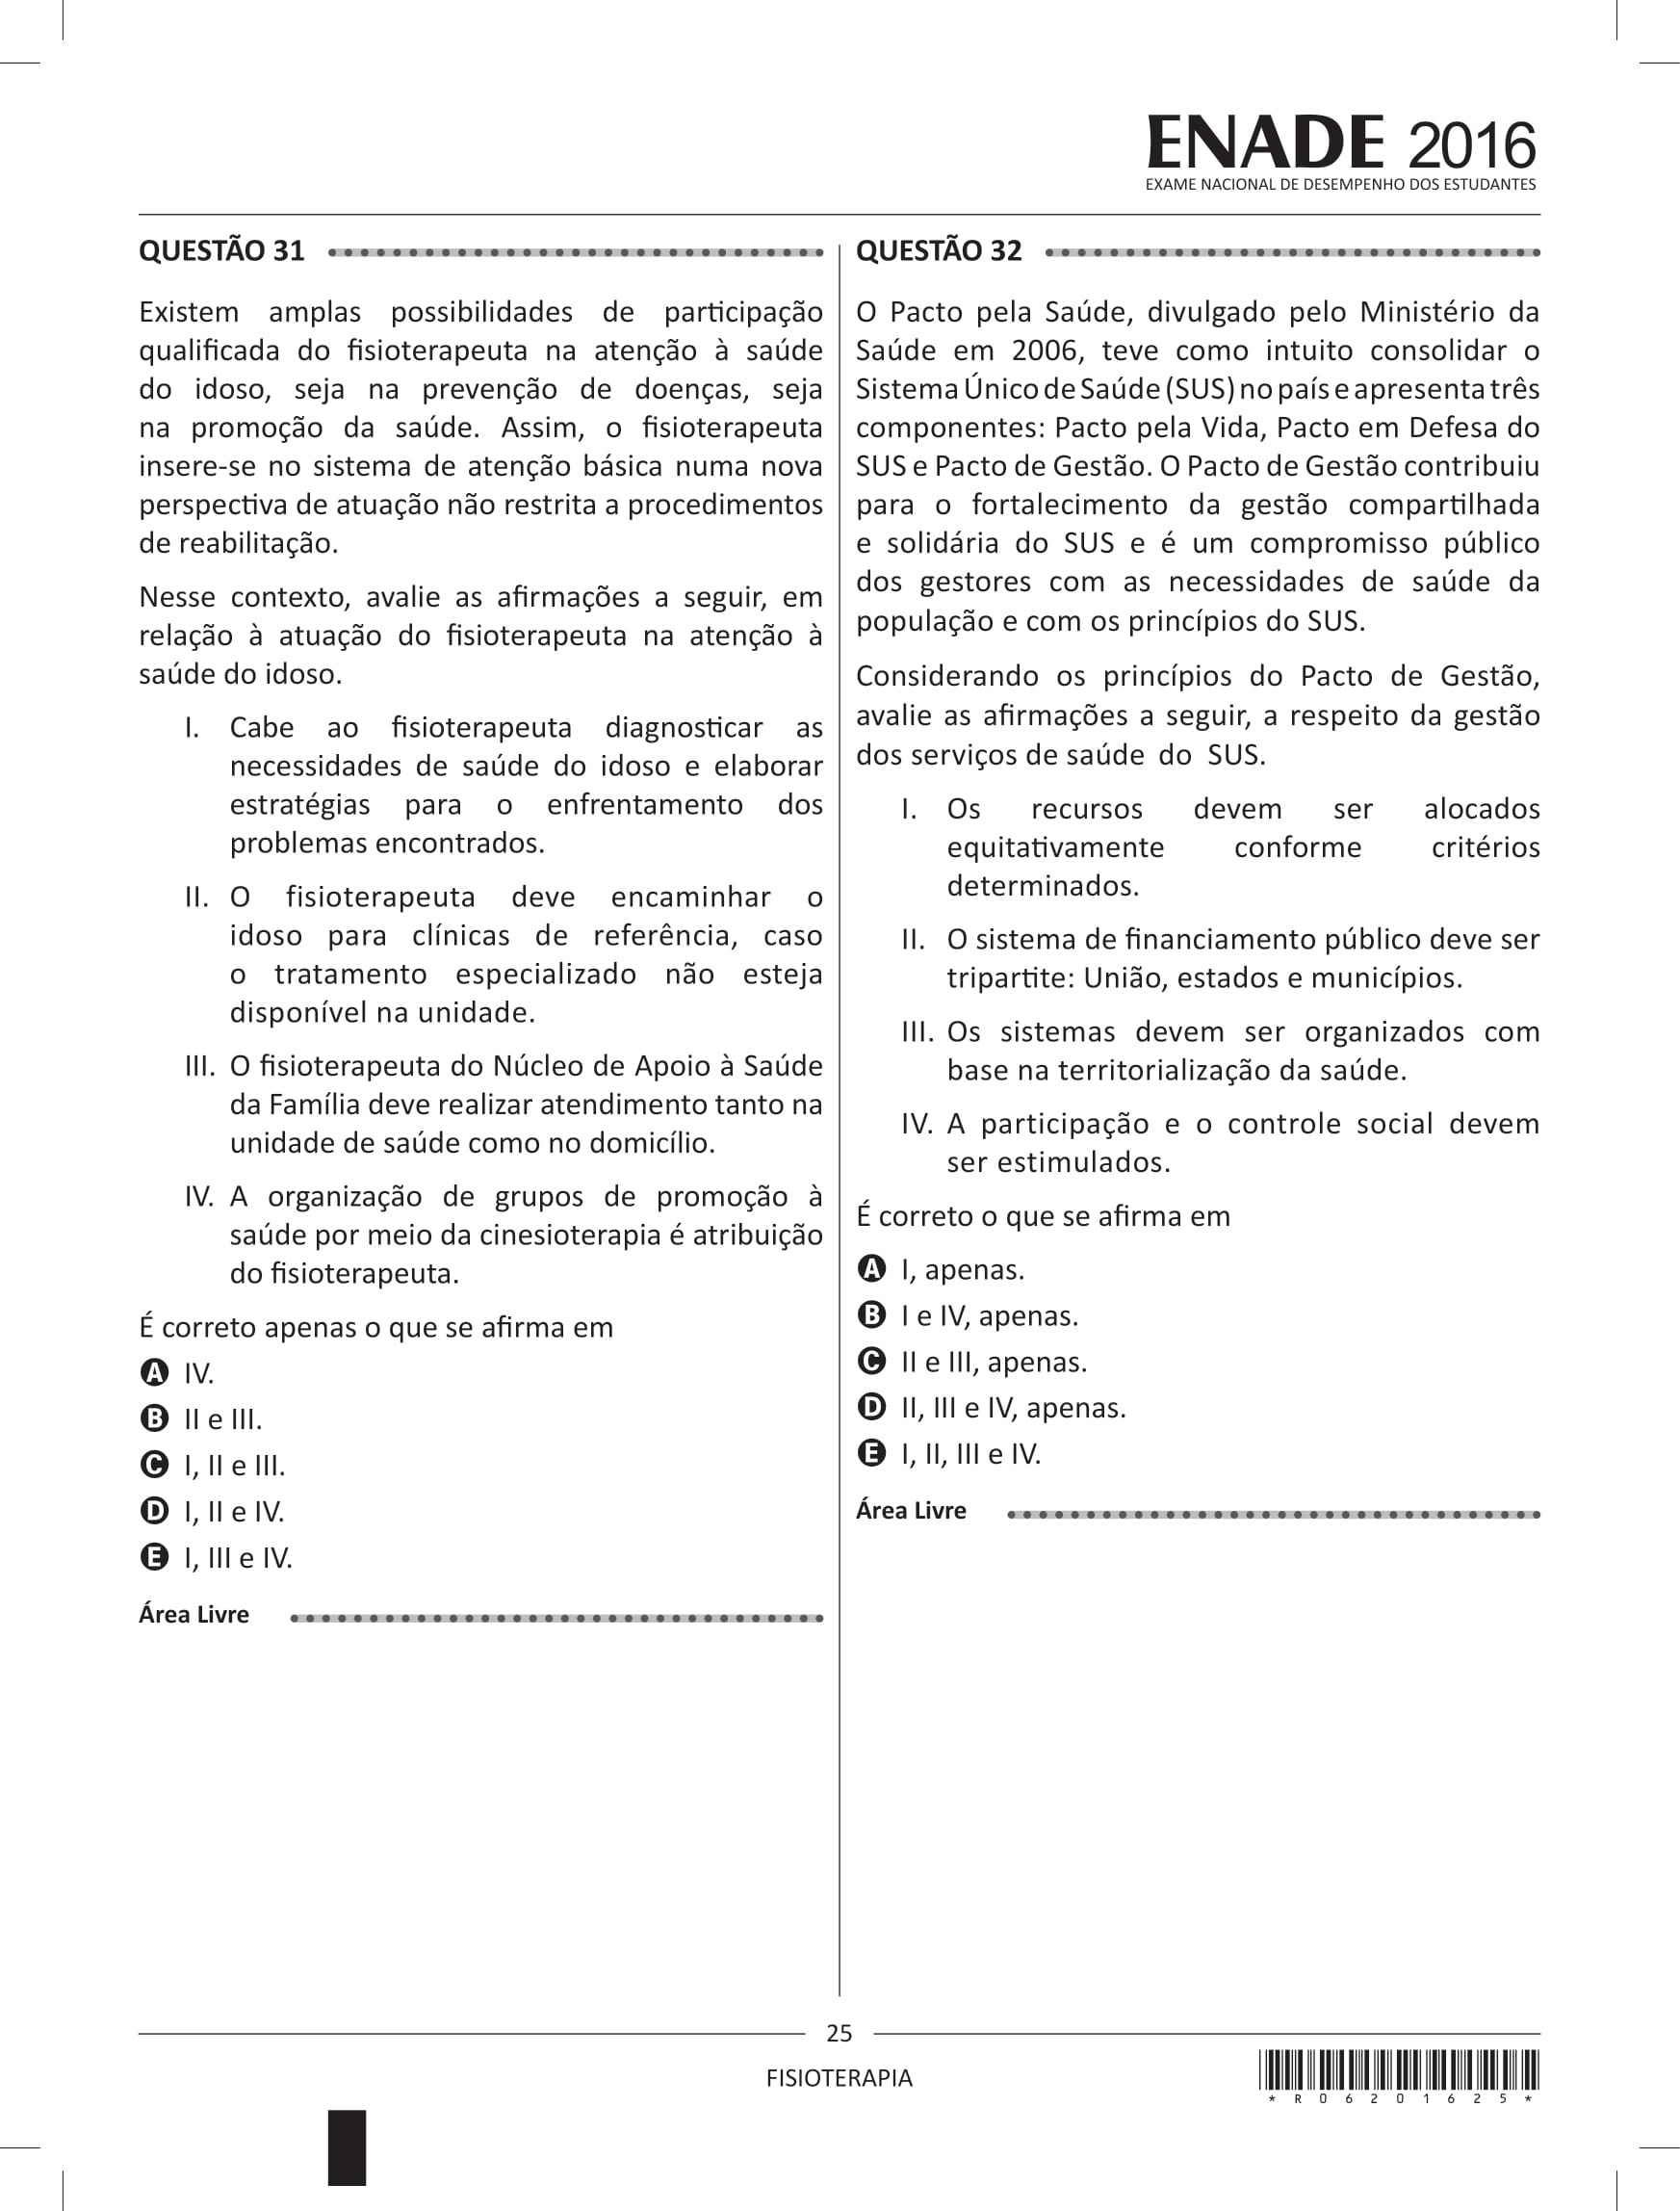 ENADE 2016
EXAME NACIONAL DE DESEMPENHO DOS ESTUDANTES
QUESTÃO 31
Existem amplas possibilidades de participação
qualificada do fisioterapeuta na atenção à saúde
do idoso, seja na prevenção de doenças, seja
na promoção da saúde. Assim, o fisioterapeuta
insere-se no sistema de atenção básica numa nova
perspectiva de atuação não restrita a procedimentos
de reabilitação.
Nesse contexto, avalie as afirmações a seguir, em
relação à atuação do fisioterapeuta na atenção à
saúde do idoso.
I. Cabe ao fisioterapeuta diagnosticar as
necessidades de saúde do idoso e elaborar
estratégias para o enfrentamento dos
problemas encontrados.
II. O fisioterapeuta deve encaminhar o
idoso para clínicas de referência, caso
o tratamento especializado não esteja
disponível na unidade.
III. O fisioterapeuta do Núcleo de Apoio à Saúde
da Família deve realizar atendimento tanto na
unidade de saúde como no domicílio.
IV. A organização de grupos de promoção à
saúde por meio da cinesioterapia é atribuição
do fisioterapeuta.
É correto apenas o que se afirma em
A IV.
B II e III.
C I, II e III.
D I, II e IV.
E I, III e IV.
Área Livre
QUESTÃO 32
O Pacto pela Saúde, divulgado pelo Ministério da
Saúde em 2006, teve como intuito consolidar o
Sistema Único de Saúde (SUS) no país e apresenta três
componentes: Pacto pela Vida, Pacto em Defesa do
SUS e Pacto de Gestão. O Pacto de Gestão contribuiu
para o fortalecimento da gestão compartilhada
e solidária do SUS e é um compromisso público
dos gestores com as necessidades de saúde da
população e com os princípios do SUS.
Considerando os princípios do Pacto de Gestão,
avalie as afirmações a seguir, a respeito da gestão
dos serviços de saúde do SUS.
I. Os recursos devem ser alocados
equitativamente conforme critérios
determinados.
II. O sistema de financiamento público deve ser
tripartite: União, estados e municípios.
III. Os sistemas devem ser organizados com
base na territorialização da saúde.
IV. A participação e o controle social devem
ser estimulados.
É correto o que se afirma em
A I, apenas.
B I e IV, apenas.
C II e III, apenas.
D II, III e IV, apenas.
E I, II, III e IV.
Área Livre
25
FISIOTERAPIA
*R06201625*